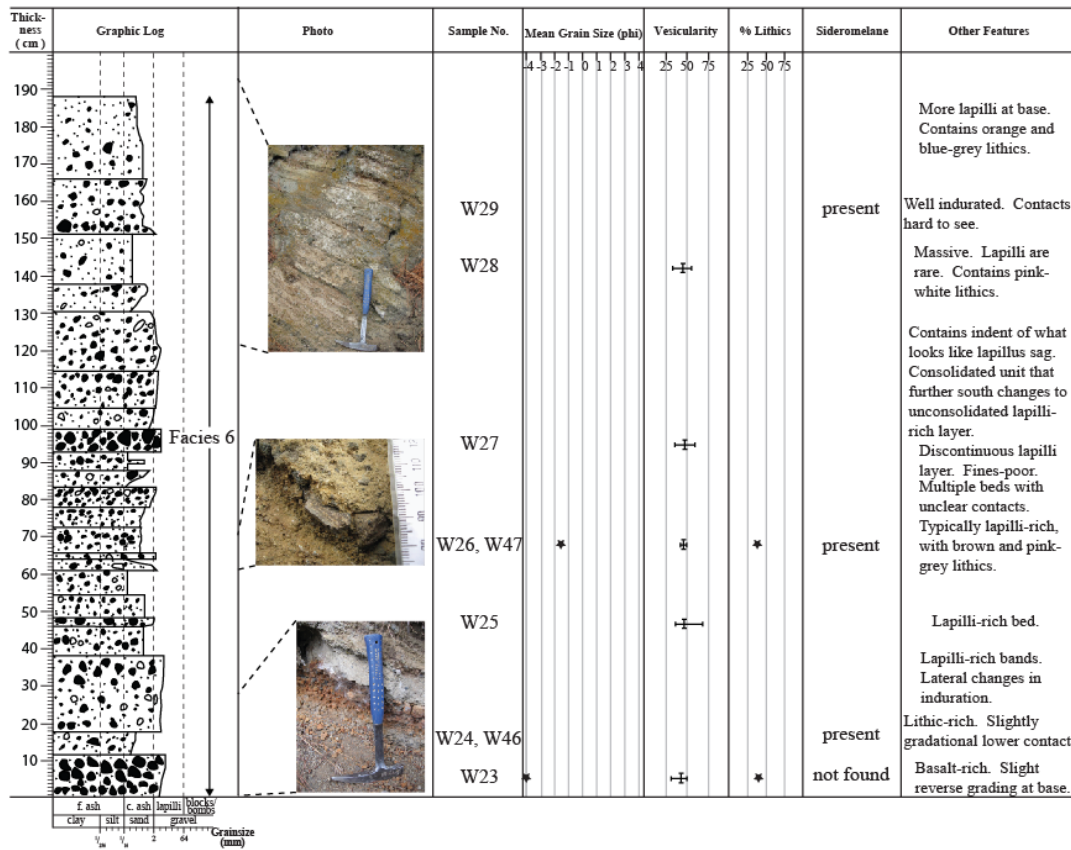 Thick-
ness
( cm )
Graphic Log
Photo
Sample No.
Mean Grain Size (phi)
Vesicularity
% Lithics
Sideromelane
Other Features
-4 -3 -2 -1 0 1 2 3 4
25 50 75
25 50 75
190
180
170
160
150
140
130
120
110
100
90
80
70
60
50
40
30
20
10
Facies 6
More lapilli at base.
Contains orange and
blue-grey lithics.
W29
present
Well indurated. Contacts
hard to see.
W28
Massive. Lapilli are
rare. Contains pink-
white lithics.
Contains indent of what
looks like lapillus sag.
Consolidated unit that
further south changes to
unconsolidated lapilli-
rich layer.
W27
Discontinuous lapilli
layer. Fines-poor.
Multiple beds with
unclear contacts.
W26, W47
present
Typically lapilli-rich,
with brown and pink-
grey lithics.
W25
Lapilli-rich bed.
Lapilli-rich bands.
Lateral changes in
induration.
W24, W46
present
Lithic-rich. Slightly
gradational lower contact
W23
not found
Basalt-rich. Slight
reverse grading at base.
f. ash
c. ash
lapilli
blocks/
bombs
clay
silt
sand
gravel
2
64
Grainsize
(mm)